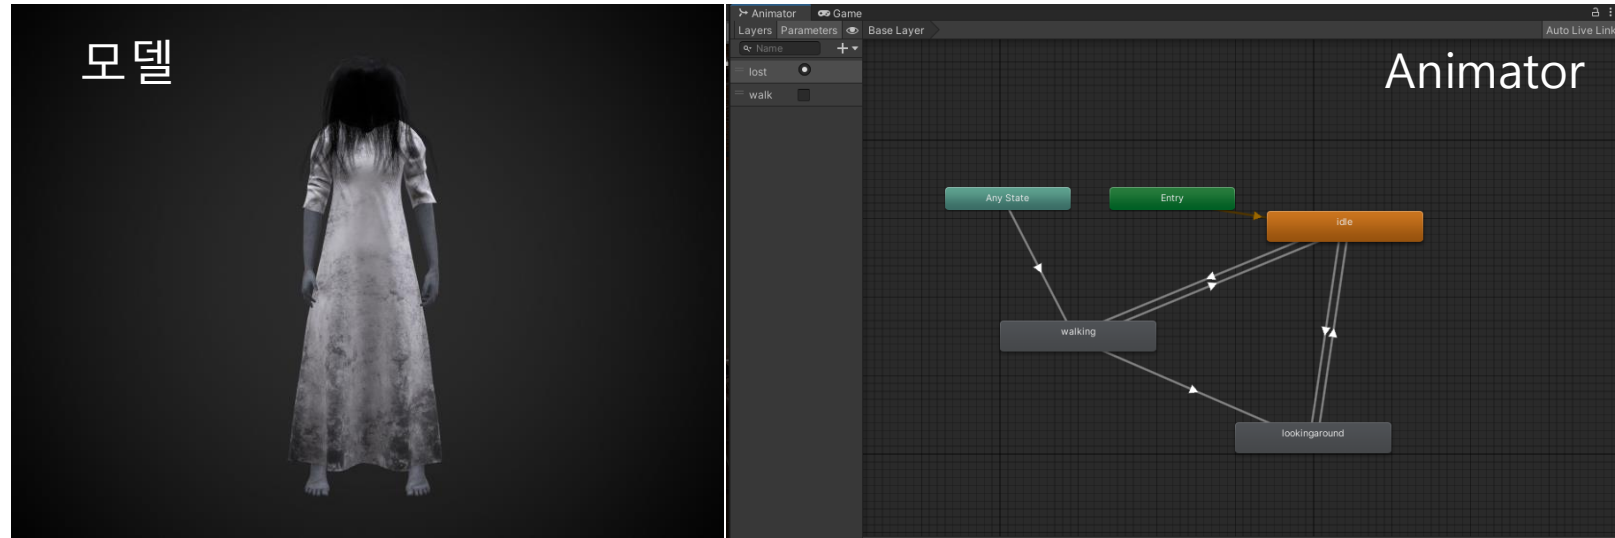 모델
Animator
Game
Layers
Parameters
Base Layer
Auto Live Link
Name
lost
walk
Animator
Any State
Entry
idle
walking
lookingaround